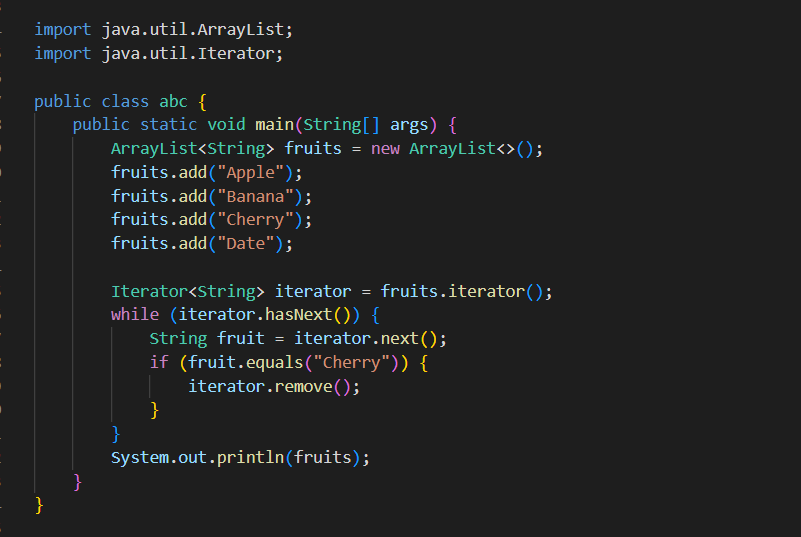 import java.util.ArrayList;
import java.util.Iterator;
public class abc {
public static void main(String[] args) {
ArrayList<String> fruits = new ArrayList<>();
fruits.add("Apple");
fruits.add("Banana");
fruits.add("Cherry");
fruits.add("Date");
Iterator<String> iterator = fruits.iterator();
while (iterator.hasNext()) {
String fruit = iterator.next();
if (fruit.equals("Cherry")) {
iterator.remove();
}
}
System.out.println(fruits);
}
}